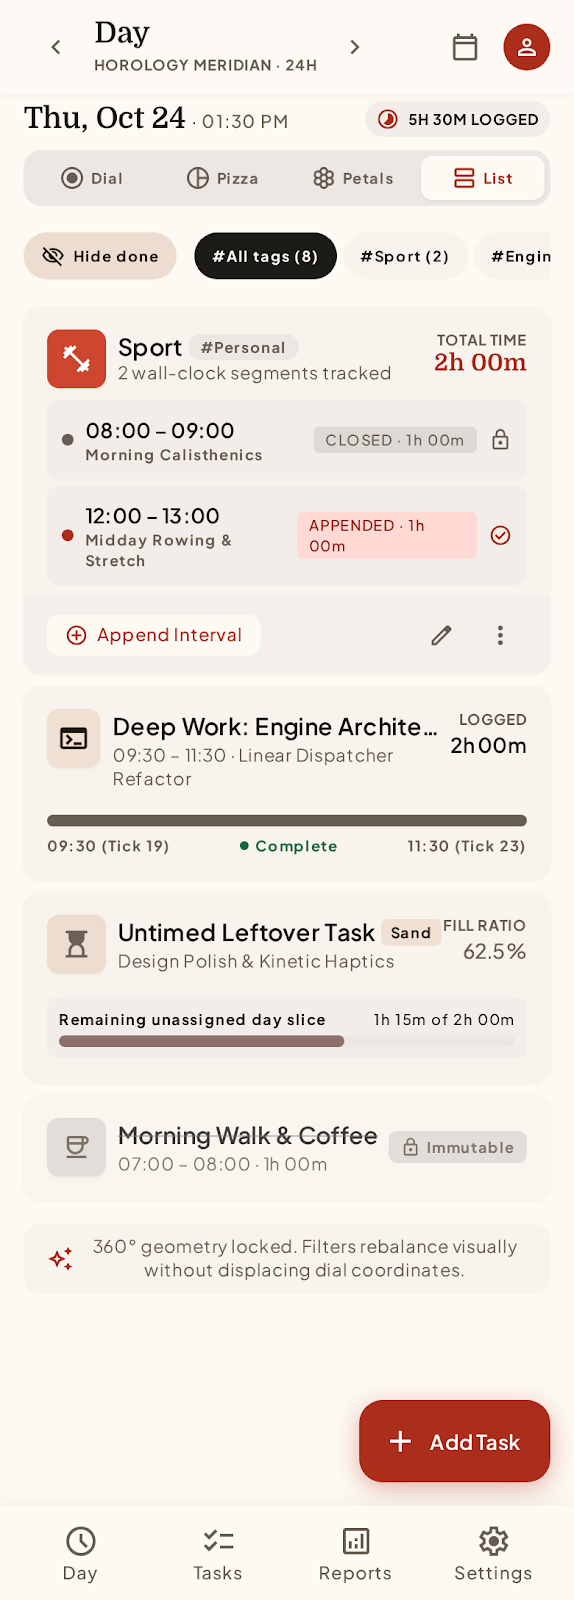 Day
HOROLOGY MERIDIAN · 24H
Thu, Oct 24 · 01:30 PM
5H 30M LOGGED
Dial
Pizza
Petals
List
Hide done
#All tags (8)
#Sport (2)
#Engin
Sport
#Personal
2 wall-clock segments tracked
TOTAL TIME
2h 00m
08:00 – 09:00
Morning Calisthenics
CLOSED · 1h 00m
12:00 – 13:00
Midday Rowing &
Stretch
APPENDED · 1h
00m
Append Interval
Deep Work: Engine Archite...
09:30 – 11:30 · Linear Dispatcher
Refactor
LOGGED
2h 00m
09:30 (Tick 19)
Complete
11:30 (Tick 23)
Untimed Leftover Task
Sand
Design Polish & Kinetic Haptics
FILL RATIO
62.5%
Remaining unassigned day slice
1h 15m of 2h 00m
Morning Walk & Coffee
07:00 – 08:00 · 1h 00m
Immutable
360° geometry locked. Filters rebalance visually
without displacing dial coordinates.
Add Task
Day
Tasks
Reports
Settings